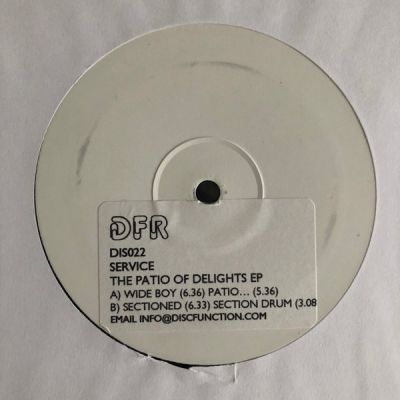 DFR
DIS022
SERVICE
THE PATIO OF DELIGHTS EP
A) WIDE BOY (6.36) PATIO... (5.36)
B) SECTIONED (6.33) SECTION DRUM (3.08
EMAIL INFO@DISCFUNCTION.COM